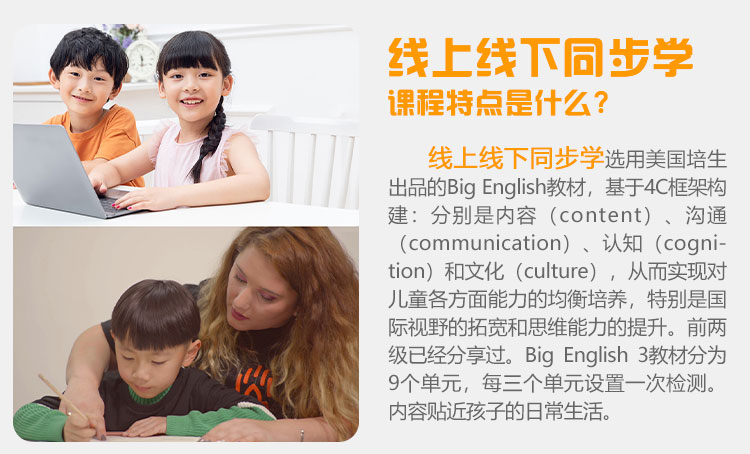 线上线下同步学
课程特点是什么？
线上线下同步学选用美国培生
出品的Big English教材，基于4C框架构
建：分别是内容（content）、沟通
（communication）、认知（cogni-
tion）和文化（culture），从而实现对
儿童各方面能力的均衡培养，特别是国
际视野的拓宽和思维能力的提升。前两
级已经分享过。Big English 3教材分为
9个单元，每三个单元设置一次检测。
内容贴近孩子的日常生活。